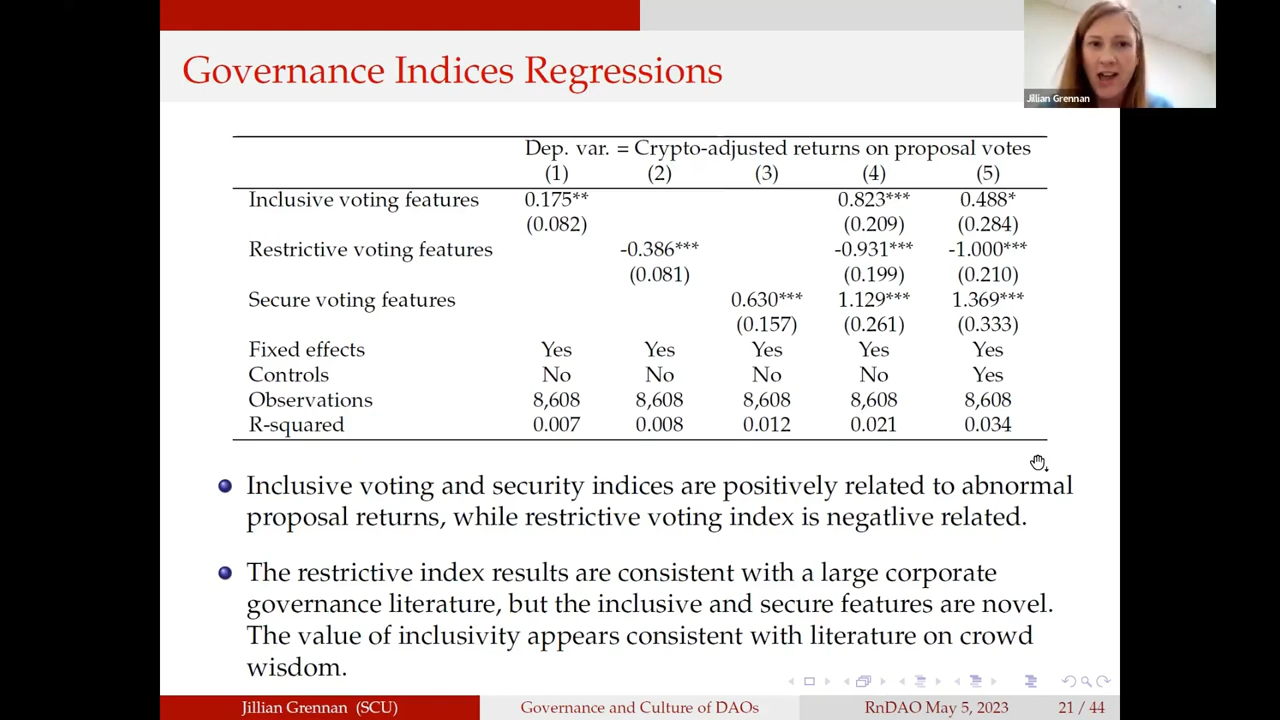 Governance Indices Regressions
Jillian Grennan
Dep. var. = Crypto-adjusted returns on proposal votes
(1) (2) (3) (4) (5)
Inclusive voting features 0.175** 0.823*** 0.488*
(0.082) (0.209) (0.284)
Restrictive voting features -0.386*** -0.931*** -1.000***
(0.081) (0.199) (0.210)
Secure voting features 0.630*** 1.129*** 1.369***
(0.157) (0.261) (0.333)
Fixed effects Yes Yes Yes Yes Yes
Controls No No No No Yes
Observations 8,608 8,608 8,608 8,608 8,608
R-squared 0.007 0.008 0.012 0.021 0.034
Inclusive voting and security indices are positively related to abnormal
proposal returns, while restrictive voting index is negatlive related.
The restrictive index results are consistent with a large corporate
governance literature, but the inclusive and secure features are novel.
The value of inclusivity appears consistent with literature on crowd
wisdom.
Jillian Grennan (SCU) Governance and Culture of DAOs RnDAO May 5, 2023 21 / 44